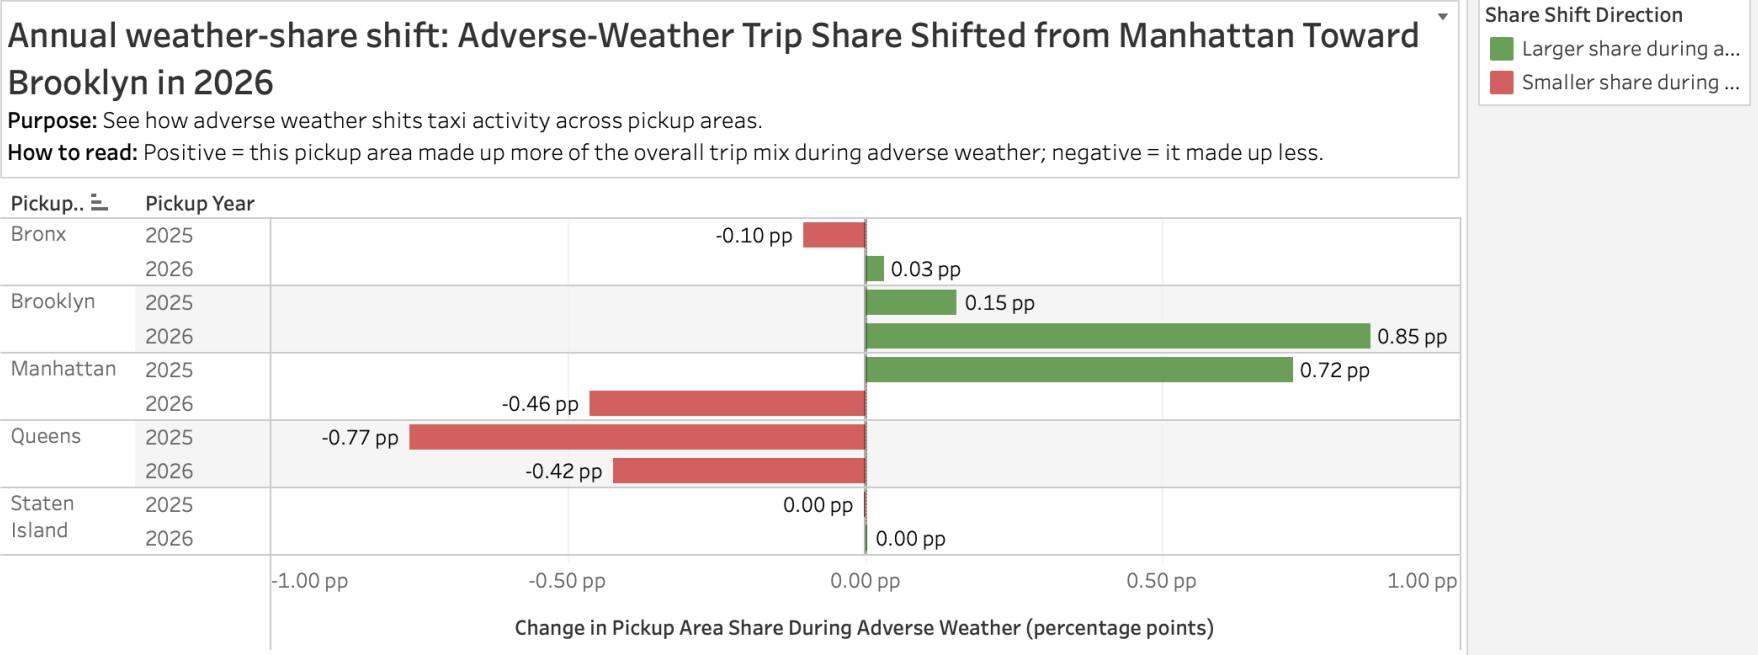 Annual weather-share shift: Adverse-Weather Trip Share Shifted from Manhattan Toward
Brooklyn in 2026
Purpose: See how adverse weather shits taxi activity across pickup areas.
How to read: Positive = this pickup area made up more of the overall trip mix during adverse weather; negative = it made up less.
Share Shift Direction
Larger share during a...
Smaller share during ...
Pickup.. Pickup Year
Bronx 2025 -0.10 pp
2026 0.03 pp
Brooklyn 2025 0.15 pp
2026 0.85 pp
Manhattan 2025 0.72 pp
2026 -0.46 pp
Queens 2025 -0.77 pp
2026 -0.42 pp
Staten 2025 0.00 pp
Island 2026 0.00 pp
-1.00 pp -0.50 pp 0.00 pp 0.50 pp 1.00 pp
Change in Pickup Area Share During Adverse Weather (percentage points)